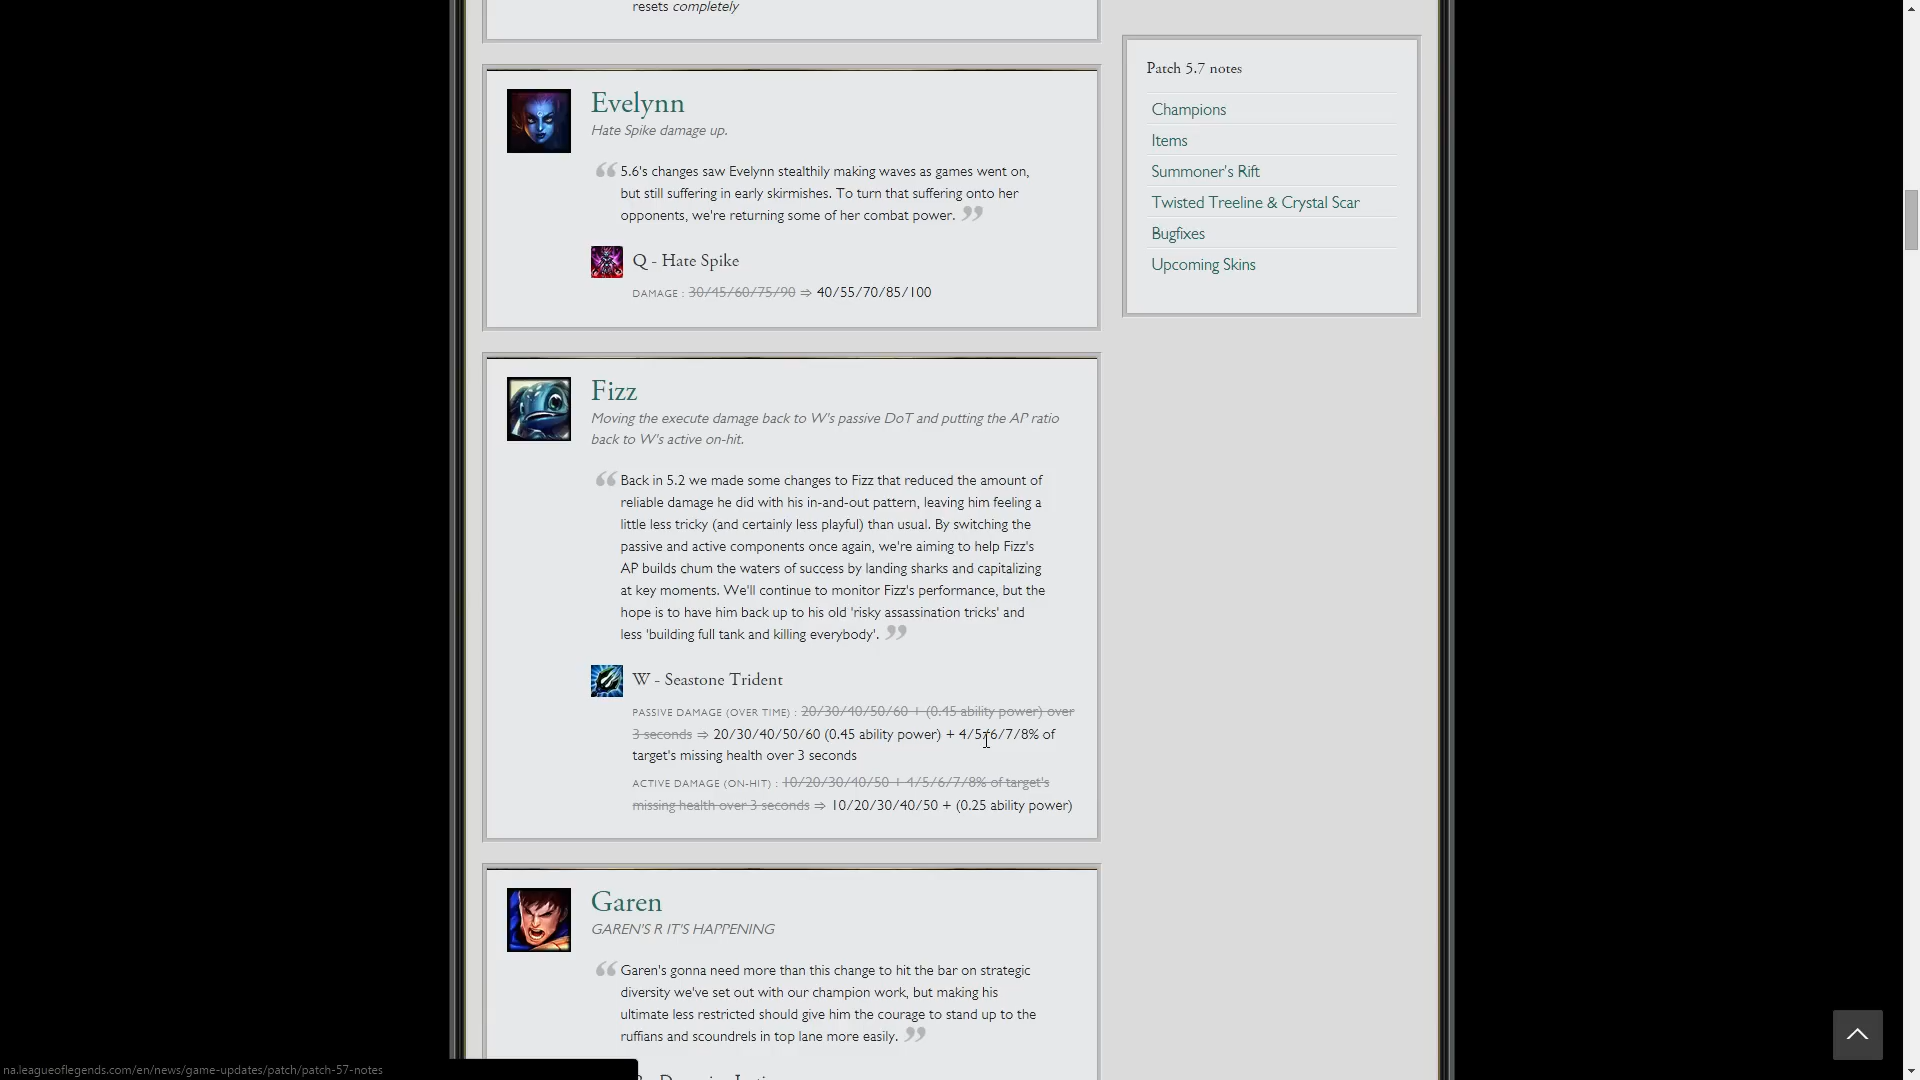 resets completely
Evelynn
Hate Spike damage up.
5.6's changes saw Evelynn stealthily making waves as games went on,
but still suffering in early skirmishes. To turn that suffering onto her
opponents, we're returning some of her combat power.
Q - Hate Spike
DAMAGE : 30/45/60/75/90 ⇒ 40/55/70/85/100
Fizz
Moving the execute damage back to W's passive DoT and putting the AP ratio
back to W's active on-hit.
Back in 5.2 we made some changes to Fizz that reduced the amount of
reliable damage he did with his in-and-out pattern, leaving him feeling a
little less tricky (and certainly less playful) than usual. By switching the
passive and active components once again, we're aiming to help Fizz's
AP builds chum the waters of success by landing sharks and capitalizing
at key moments. We'll continue to monitor Fizz's performance, but the
hope is to have him back up to his old 'risky assassination tricks' and
less 'building full tank and killing everybody'.
W - Seastone Trident
PASSIVE DAMAGE (OVER TIME) : 20/30/40/50/60 + (0.45 ability power) over
3 seconds ⇒ 20/30/40/50/60 (0.45 ability power) + 4/5/6/7/8% of
target's missing health over 3 seconds
ACTIVE DAMAGE (ON-HIT) : 10/20/30/40/50 + 4/5/6/7/8% of target's
missing health over 3 seconds ⇒ 10/20/30/40/50 + (0.25 ability power)
Garen
GAREN'S R IT'S HAPPENING
Garen's gonna need more than this change to hit the bar on strategic
diversity we've set out with our champion work, but making his
ultimate less restricted should give him the courage to stand up to the
ruffians and scoundrels in top lane more easily.
Patch 5.7 notes
Champions
Items
Summoner's Rift
Twisted Treeline & Crystal Scar
Bugfixes
Upcoming Skins
na.leagueoflegends.com/en/news/game-updates/patch/patch-57-notes